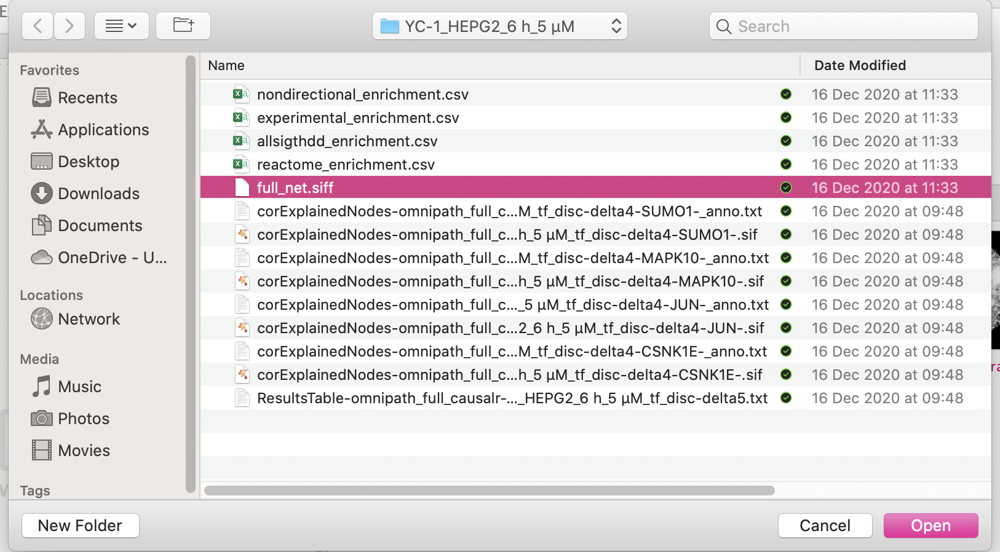 YC-1_HEPG2_6 h_5 µM
Search
Favorites
Recents
Applications
Desktop
Downloads
Documents
OneDrive - U...
Locations
Network
Media
Music
Photos
Movies
Tags
Name Date Modified
nondirectional_enrichment.csv 16 Dec 2020 at 11:33
experimental_enrichment.csv 16 Dec 2020 at 11:33
allsigthdd_enrichment.csv 16 Dec 2020 at 11:33
reactome_enrichment.csv 16 Dec 2020 at 11:33
full_net.siff 16 Dec 2020 at 11:33
corExplainedNodes-omnipath_full_c...M_tf_disc-delta4-SUMO1-_anno.txt 16 Dec 2020 at 09:48
corExplainedNodes-omnipath_full_c...h_5 µM_tf_disc-delta4-SUMO1-.sif 16 Dec 2020 at 09:48
corExplainedNodes-omnipath_full_c...M_tf_disc-delta4-MAPK10-_anno.txt 16 Dec 2020 at 09:48
corExplainedNodes-omnipath_full_c...h_5 µM_tf_disc-delta4-MAPK10-.sif 16 Dec 2020 at 09:48
corExplainedNodes-omnipath_full_c..._5 µM_tf_disc-delta4-JUN-_anno.txt 16 Dec 2020 at 09:48
corExplainedNodes-omnipath_full_c...2_6 h_5 µM_tf_disc-delta4-JUN-.sif 16 Dec 2020 at 09:48
corExplainedNodes-omnipath_full_c...M_tf_disc-delta4-CSNK1E-_anno.txt 16 Dec 2020 at 09:48
corExplainedNodes-omnipath_full_c...h_5 µM_tf_disc-delta4-CSNK1E-.sif 16 Dec 2020 at 09:48
ResultsTable-omnipath_full_causalr-..._HEPG2_6 h_5 µM_tf_disc-delta5.txt 16 Dec 2020 at 09:48
New Folder
Cancel
Open